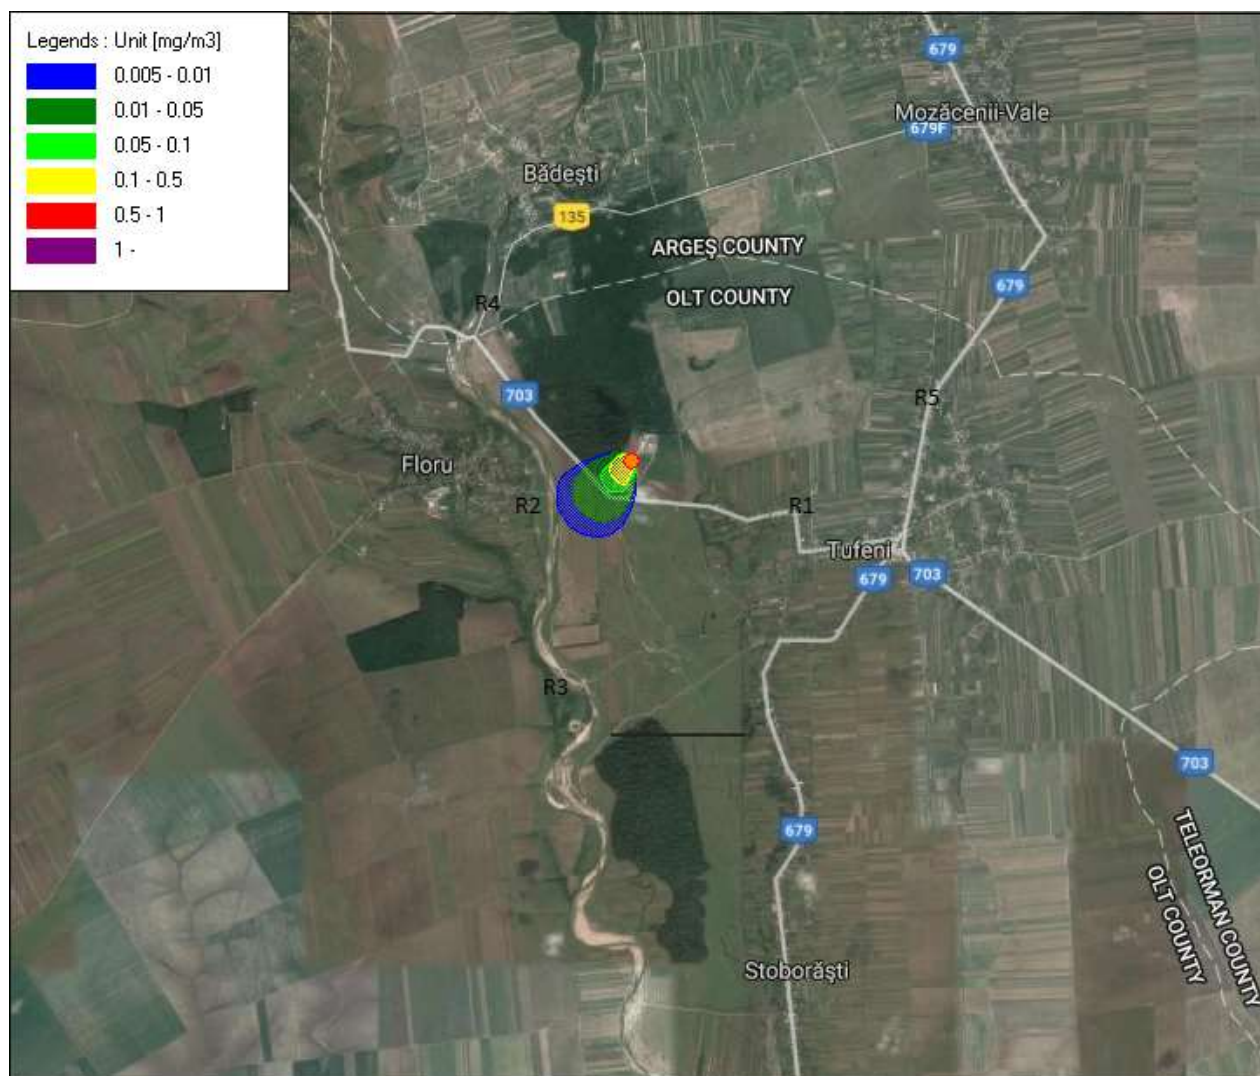 Legends : Unit [mg/m3]
0.005 - 0.01
0.01 - 0.05
0.05 - 0.1
0.1 - 0.5
0.5 - 1
1 -
679
Mozăcenii-Vale
679F
Bădești
135
ARGEȘ COUNTY
OLT COUNTY
679
R4
703
R5
Floru
R2
R1
Tufeni
679
703
R3
703
679
TELEORMAN COUNTY
OLT COUNTY
Stoborăști